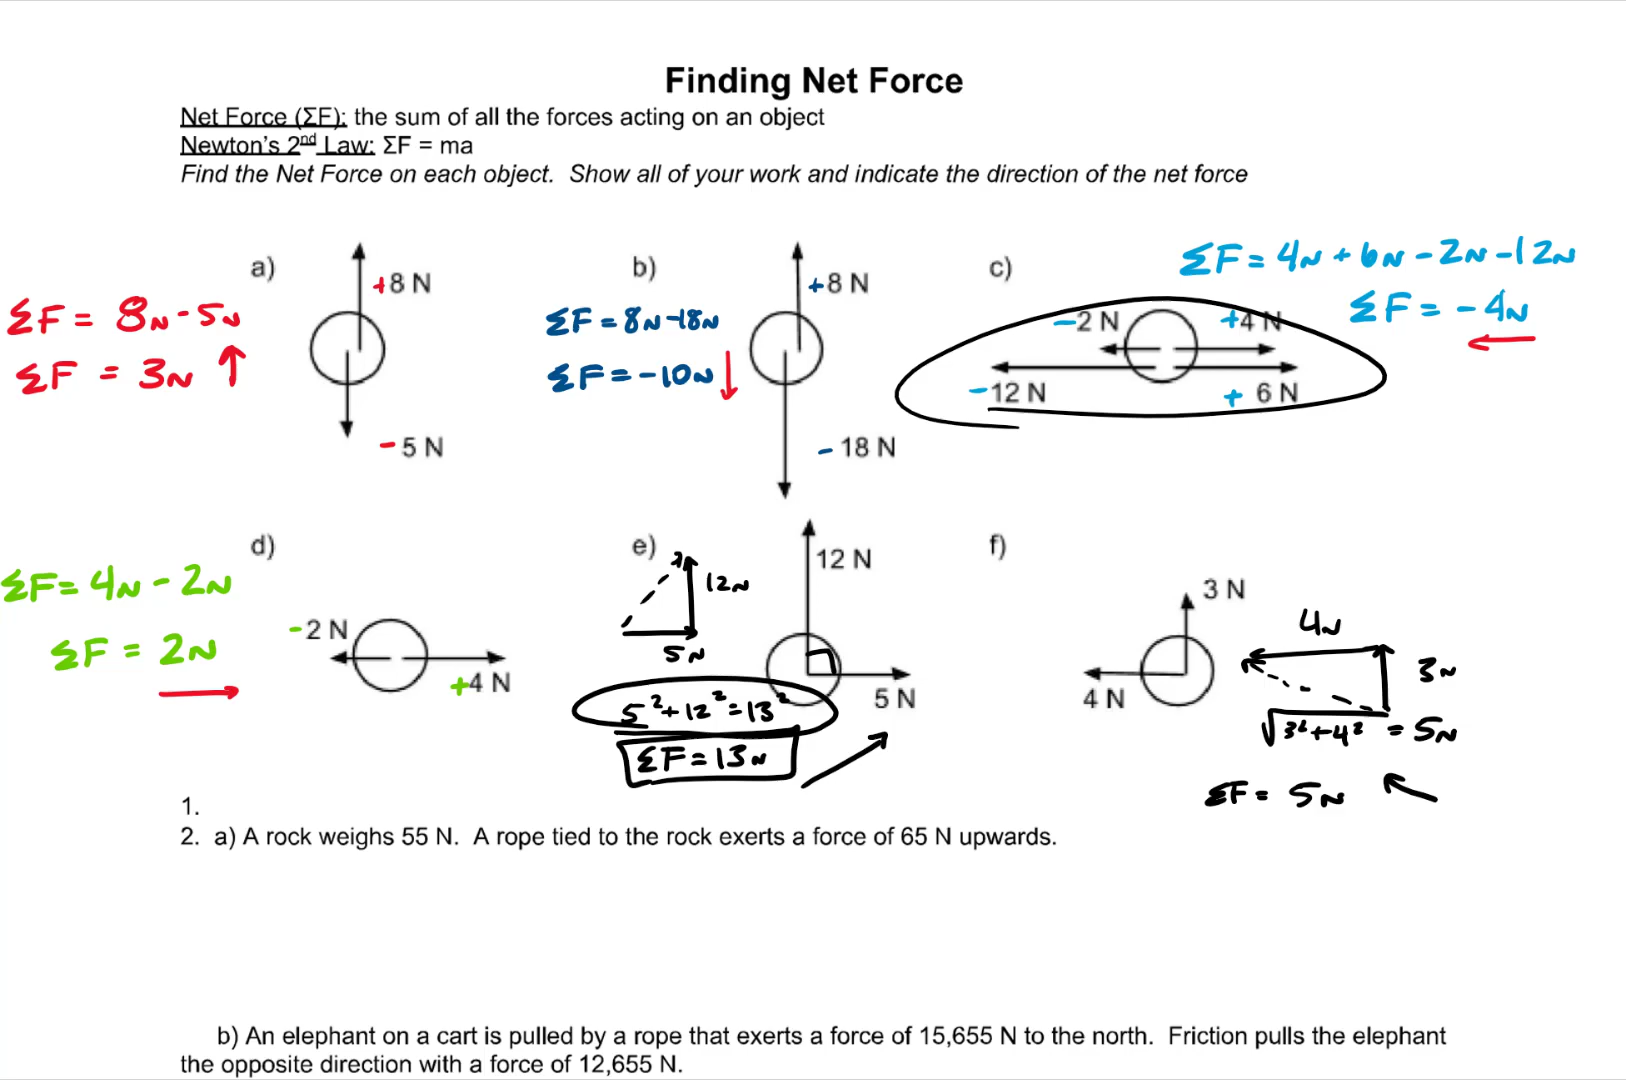 Finding Net Force
Net Force (ΣF): the sum of all the forces acting on an object
Newton's 2nd Law: ΣF = ma
Find the Net Force on each object.  Show all of your work and indicate the direction of the net force
a)
+8 N
ΣF = 8N - 5N
ΣF = 3N ↑
- 5 N
b)
+8 N
ΣF = 8N - 18N
ΣF = -10N ↓
- 18 N
c)
ΣF = 4N + 6N - 2N - 12N
ΣF = - 4N
←
-2 N
+4 N
-12 N
+ 6 N
d)
ΣF = 4N - 2N
ΣF = 2N
→
-2 N
+4 N
e)
12 N
12N
5N
5 N
5² + 12² = 13²
ΣF = 13N
f)
3 N
4N
3N
4 N
√3² + 4² = 5N
ΣF = 5N
1.
2.  a) A rock weighs 55 N.  A rope tied to the rock exerts a force of 65 N upwards.
b) An elephant on a cart is pulled by a rope that exerts a force of 15,655 N to the north.  Friction pulls the elephant
the opposite direction with a force of 12,655 N.